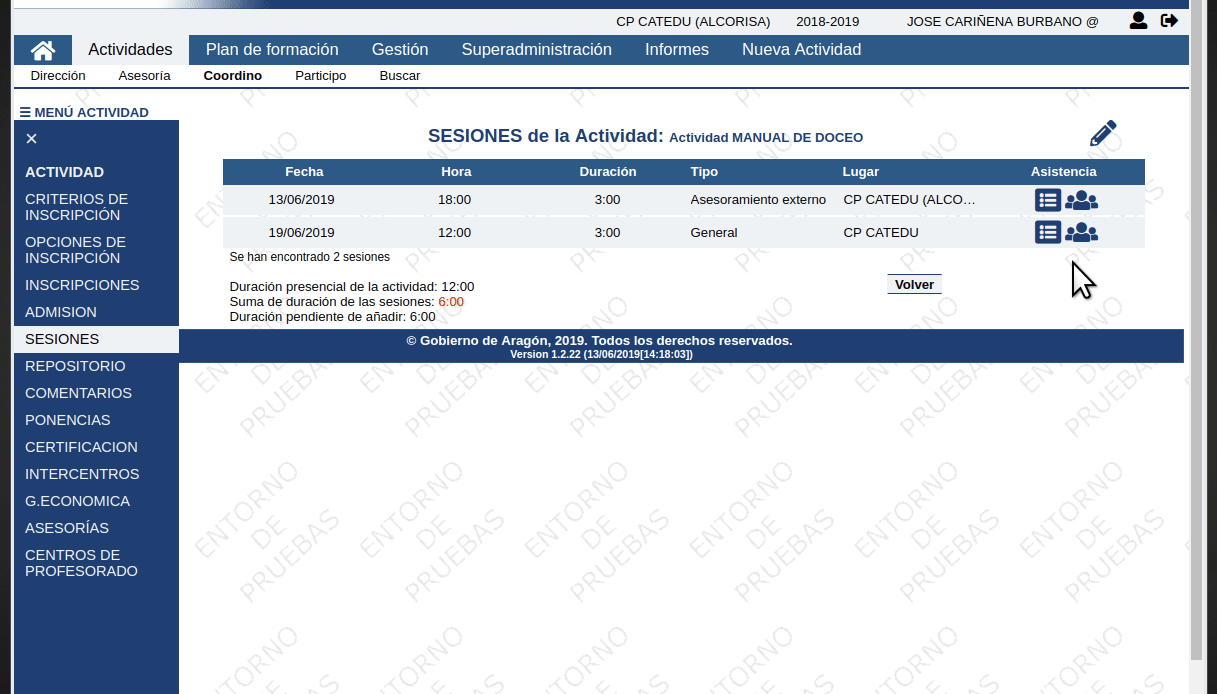 CP CATEDU (ALCORISA) 2018-2019 JOSE CARIÑENA BURBANO @
Actividades Plan de formación Gestión Superadministración Informes Nueva Actividad
Dirección Asesoría Coordino Participo Buscar
☰ MENÚ ACTIVIDAD
✕
ACTIVIDAD
CRITERIOS DE
INSCRIPCIÓN
OPCIONES DE
INSCRIPCIÓN
INSCRIPCIONES
ADMISION
SESIONES
REPOSITORIO
COMENTARIOS
PONENCIAS
CERTIFICACION
INTERCENTROS
G.ECONOMICA
ASESORÍAS
CENTROS DE
PROFESORADO
SESIONES de la Actividad: Actividad MANUAL DE DOCEO
Fecha Hora Duración Tipo Lugar Asistencia
13/06/2019 18:00 3:00 Asesoramiento externo CP CATEDU (ALCO…
19/06/2019 12:00 3:00 General CP CATEDU
Se han encontrado 2 sesiones
Duración presencial de la actividad: 12:00
Suma de duración de las sesiones: 6:00
Duración pendiente de añadir: 6:00
Volver
© Gobierno de Aragón, 2019. Todos los derechos reservados.
Version 1.2.22 (13/06/2019[14:18:03])
ENTORNO
DE
PRUEBAS